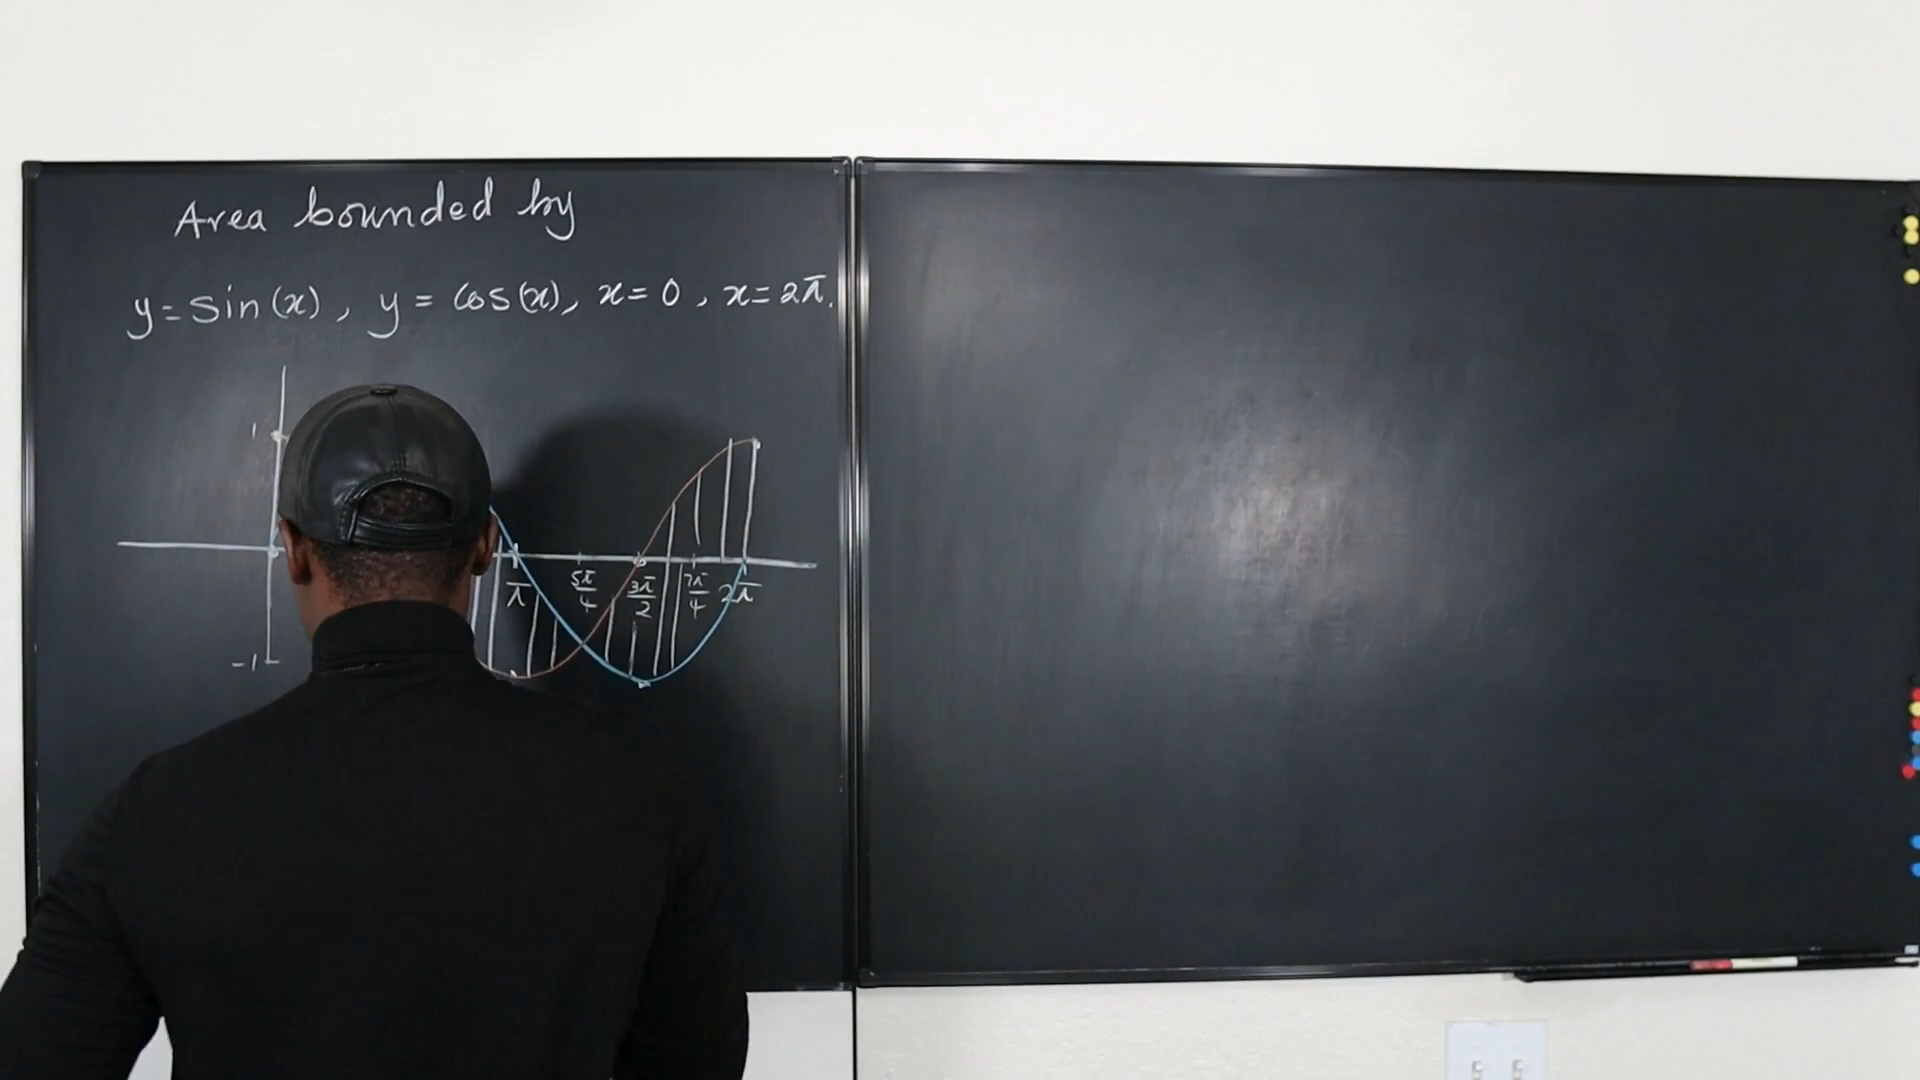 Area bounded by
y = sin(x), y = cos(x), x = 0, x = 2π.
1
π 5π/4 3π/2 7π/4 2π
-1